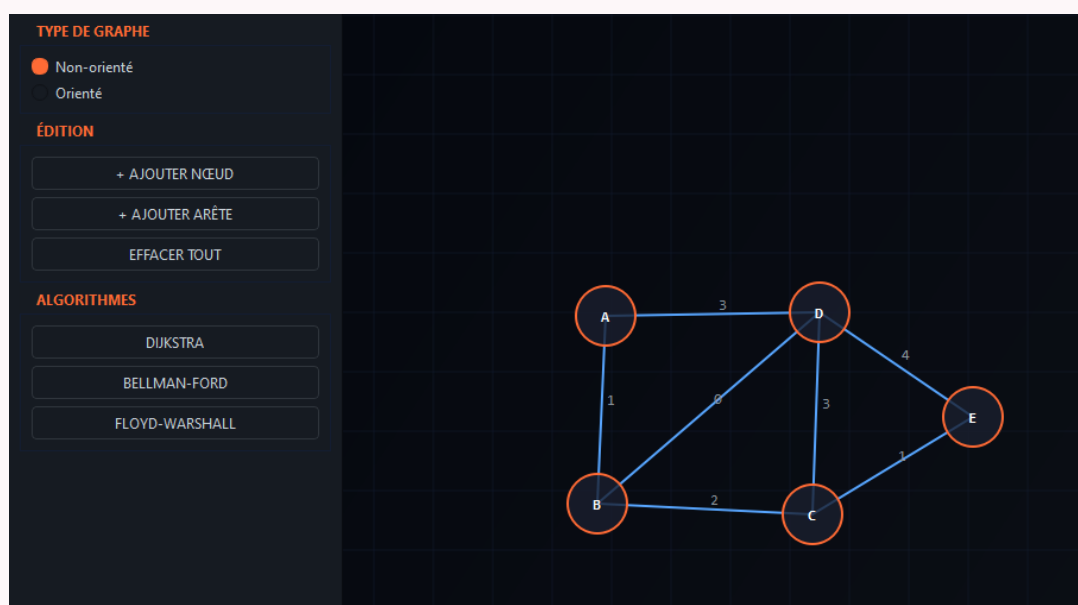 TYPE DE GRAPHE
Non-orienté
Orienté
ÉDITION
+ AJOUTER NŒUD
+ AJOUTER ARÊTE
EFFACER TOUT
ALGORITHMES
DIJKSTRA
BELLMAN-FORD
FLOYD-WARSHALL
A
3
D
4
1
3
E
1
B
2
C